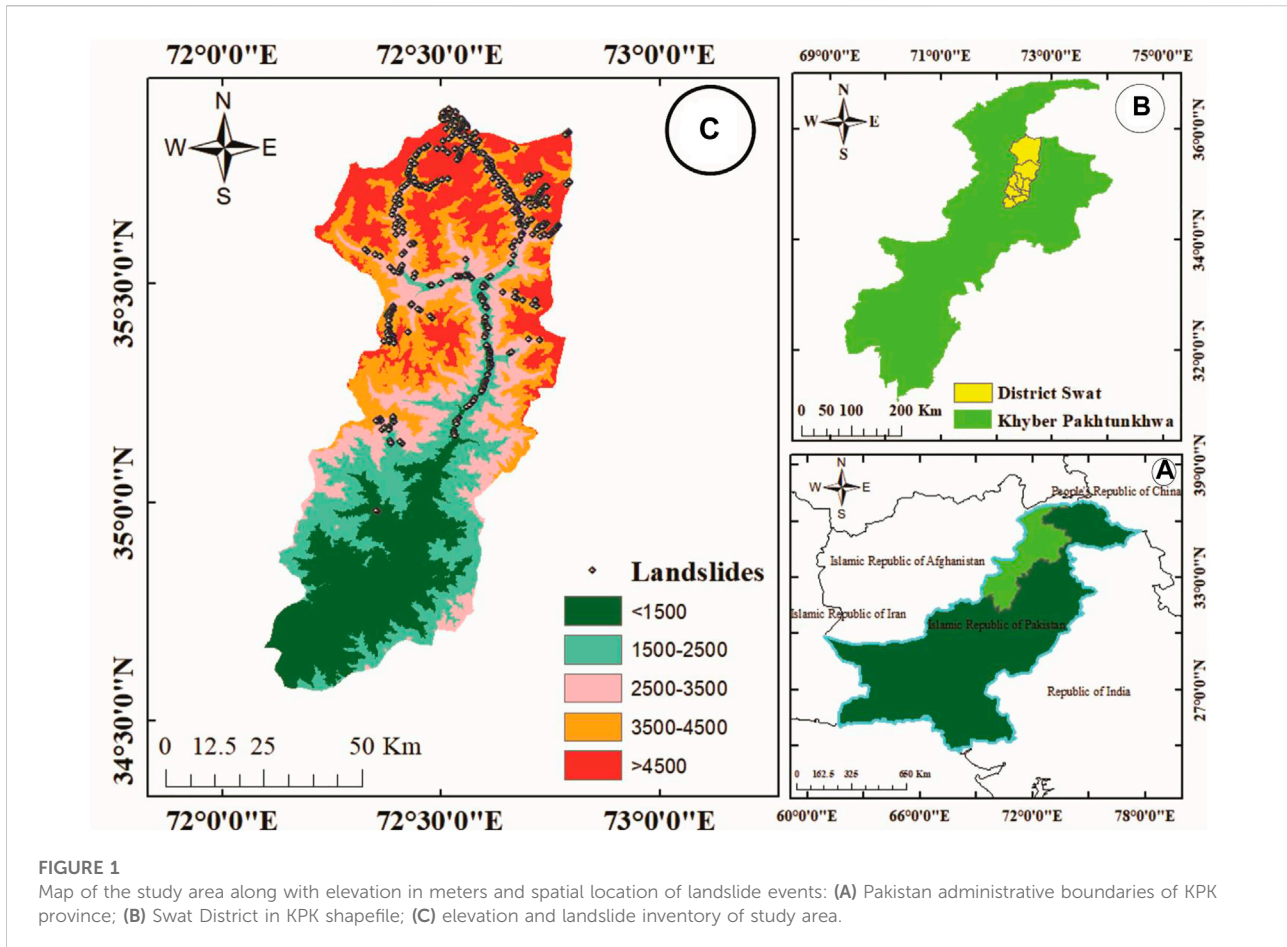 72°0'0"E 72°30'0"E 73°0'0"E
N
W E
S
C
35°30'0"N
35°0'0"N
34°30'0"N
Landslides
<1500
1500-2500
2500-3500
3500-4500
>4500
0 12.5 25 50 Km
72°0'0"E 72°30'0"E 73°0'0"E
69°0'0"E 71°0'0"E 73°0'0"E 75°0'0"E
N
W E
S
B
36°0'0"N
34°0'0"N
32°0'0"N
District Swat
Khyber Pakhtunkhwa
0 50 100 200 Km
N
W E
S
A
People's Republic of China
Islamic Republic of Afghanistan
Islamic Republic of Iran
Islamic Republic of Pakistan
Republic of India
39°0'0"N
33°0'0"N
27°0'0"N
0 162.5 325 650 Km
60°0'0"E 66°0'0"E 72°0'0"E 78°0'0"E
FIGURE 1
Map of the study area along with elevation in meters and spatial location of landslide events: (A) Pakistan administrative boundaries of KPK
province; (B) Swat District in KPK shapefile; (C) elevation and landslide inventory of study area.